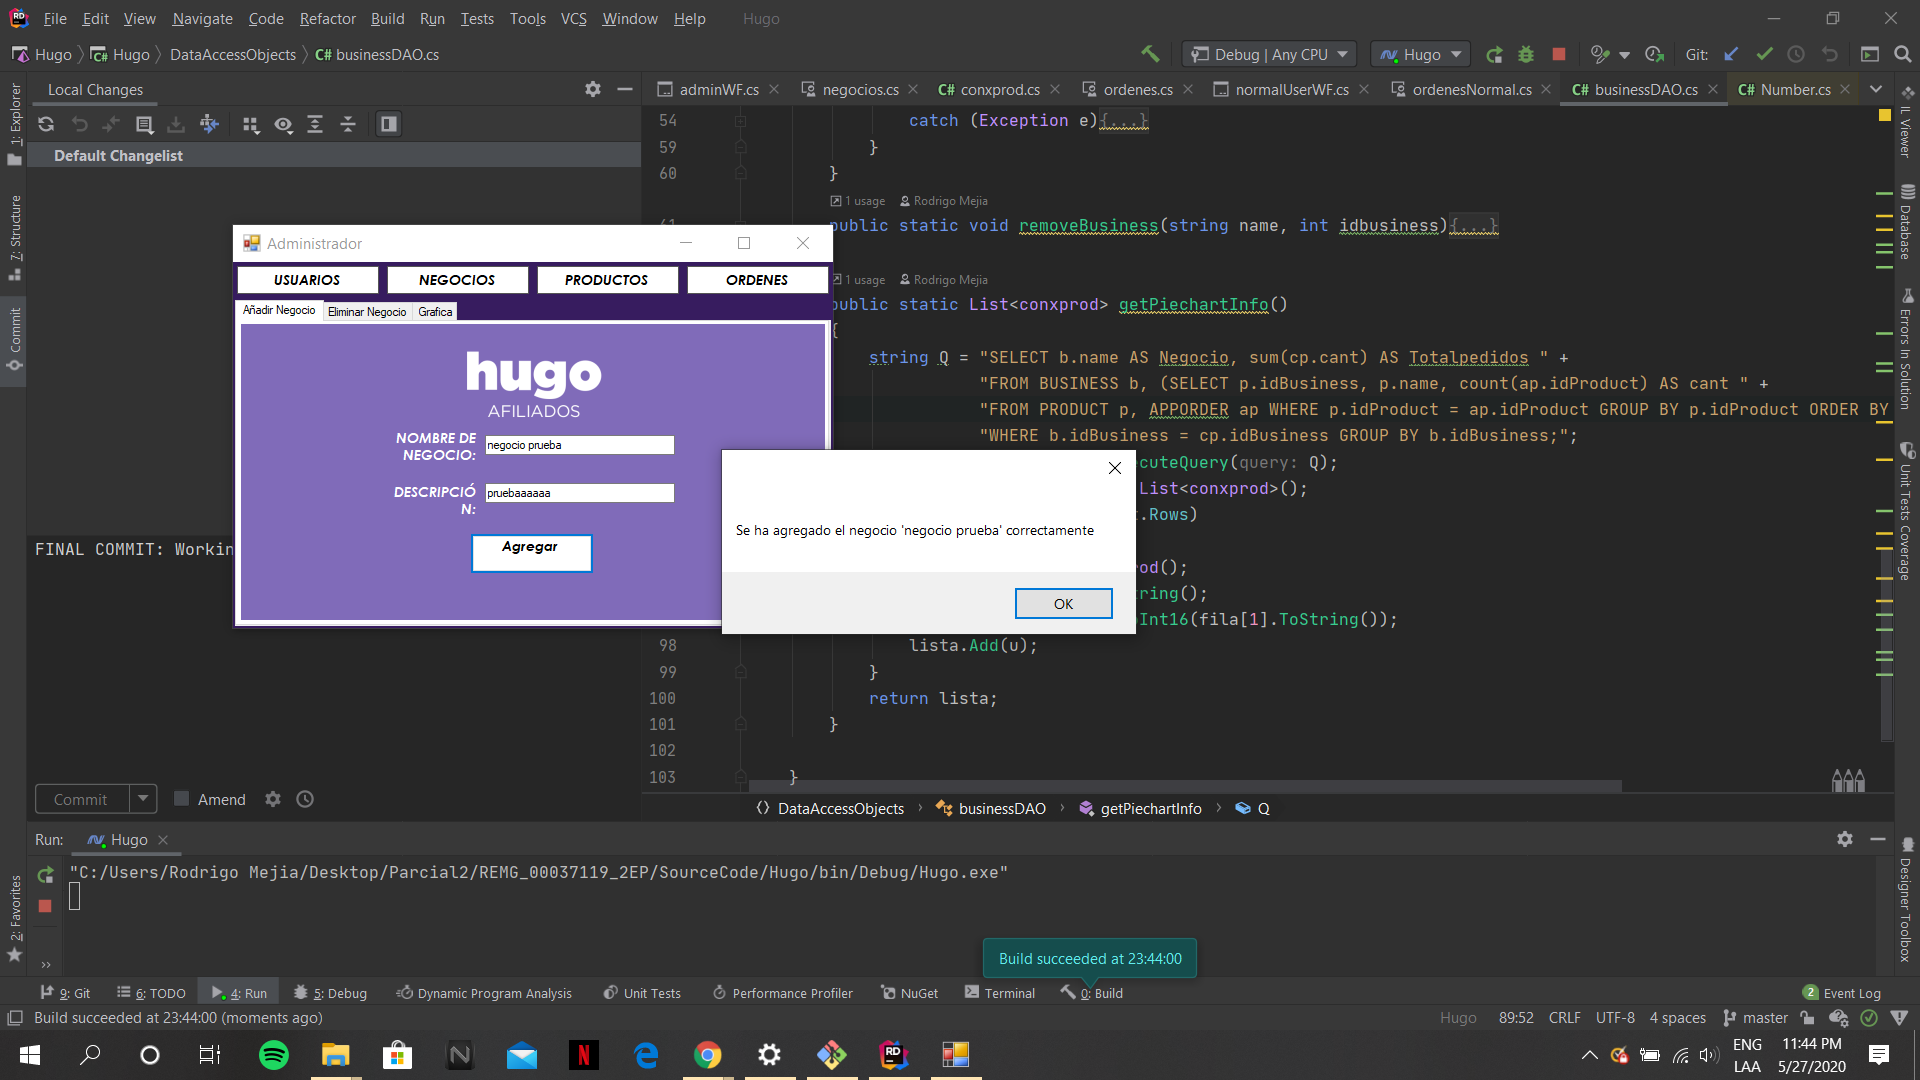 File Edit View Navigate Code Refactor Build Run Tests Tools VCS Window Help Hugo
Hugo Hugo DataAccessObjects C# businessDAO.cs
Debug | Any CPU Hugo Git:
Local Changes
adminWF.cs negocios.cs C# conxprod.cs ordenes.cs normalUserWF.cs ordenesNormal.cs C# businessDAO.cs C# Number.cs
Default Changelist
1: Explorer
7: Structure
Commit
2: Favorites
54 catch (Exception e){...}
59 }
60 }
1 usage Rodrigo Mejia
public static void removeBusiness(string name, int idbusiness){...}
1 usage Rodrigo Mejia
public static List<conxprod> getPiechartInfo()
{
string Q = "SELECT b.name AS Negocio, sum(cp.cant) AS Totalpedidos " +
"FROM BUSINESS b, (SELECT p.idBusiness, p.name, count(ap.idProduct) AS cant " +
"FROM PRODUCT p, APPORDER ap WHERE p.idProduct = ap.idProduct GROUP BY p.idProduct ORDER BY
"WHERE b.idBusiness = cp.idBusiness GROUP BY b.idBusiness;";
cuteQuery(query: Q);
List<conxprod>();
.Rows)
od();
ring();
Int16(fila[1].ToString());
98 lista.Add(u);
99 }
100 return lista;
101 }
102
103 }
Administrador
USUARIOS NEGOCIOS PRODUCTOS ORDENES
Añadir Negocio Eliminar Negocio Grafica
hugo
AFILIADOS
NOMBRE DE
NEGOCIO:
negocio prueba
DESCRIPCIÓ
N:
pruebaaaaaa
Agregar
Se ha agregado el negocio 'negocio prueba' correctamente
OK
FINAL COMMIT: Workin
Commit Amend
DataAccessObjects businessDAO getPiechartInfo Q
IL Viewer
Database
Errors In Solution
Unit Tests Coverage
Designer Toolbox
Run: Hugo
"C:/Users/Rodrigo Mejia/Desktop/Parcial2/REMG_00037119_2EP/SourceCode/Hugo/bin/Debug/Hugo.exe"
Build succeeded at 23:44:00
9: Git 6: TODO 4: Run 5: Debug Dynamic Program Analysis Unit Tests Performance Profiler NuGet Terminal 0: Build 2 Event Log
Build succeeded at 23:44:00 (moments ago) Hugo 89:52 CRLF UTF-8 4 spaces master
ENG 11:44 PM
LAA 5/27/2020